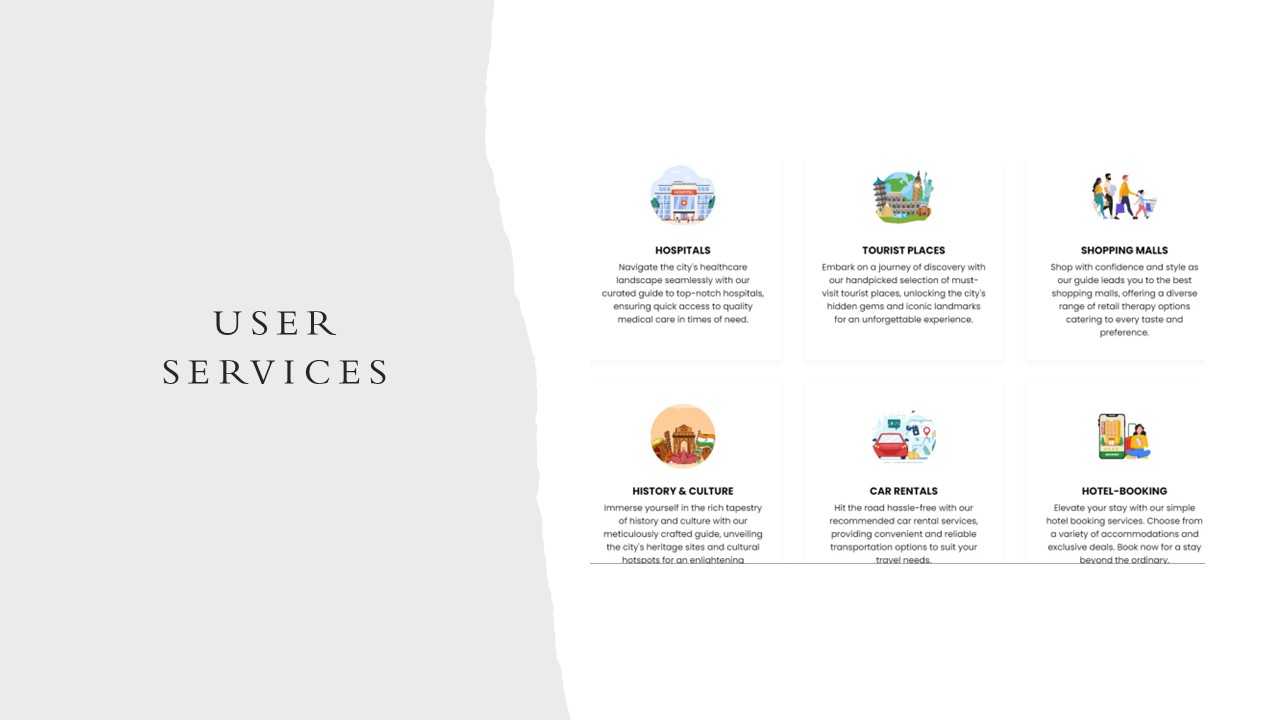 USER
SERVICES
HOSPITAL
HOSPITALS
Navigate the city's healthcare
landscape seamlessly with our
curated guide to top-notch hospitals,
ensuring quick access to quality
medical care in times of need.
TOURIST PLACES
Embark on a journey of discovery with
our handpicked selection of must-
visit tourist places, unlocking the city's
hidden gems and iconic landmarks
for an unforgettable experience.
SHOPPING MALLS
Shop with confidence and style as
our guide leads you to the best
shopping malls, offering a diverse
range of retail therapy options
catering to every taste and
preference.
HISTORY & CULTURE
Immerse yourself in the rich tapestry
of history and culture with our
meticulously crafted guide, unveiling
the city's heritage sites and cultural
hotspots for an enlightening
CAR RENTALS
Hit the road hassle-free with our
recommended car rental services,
providing convenient and reliable
transportation options to suit your
travel needs.
HOTEL-BOOKING
Elevate your stay with our simple
hotel booking services. Choose from
a variety of accommodations and
exclusive deals. Book now for a stay
beyond the ordinary.